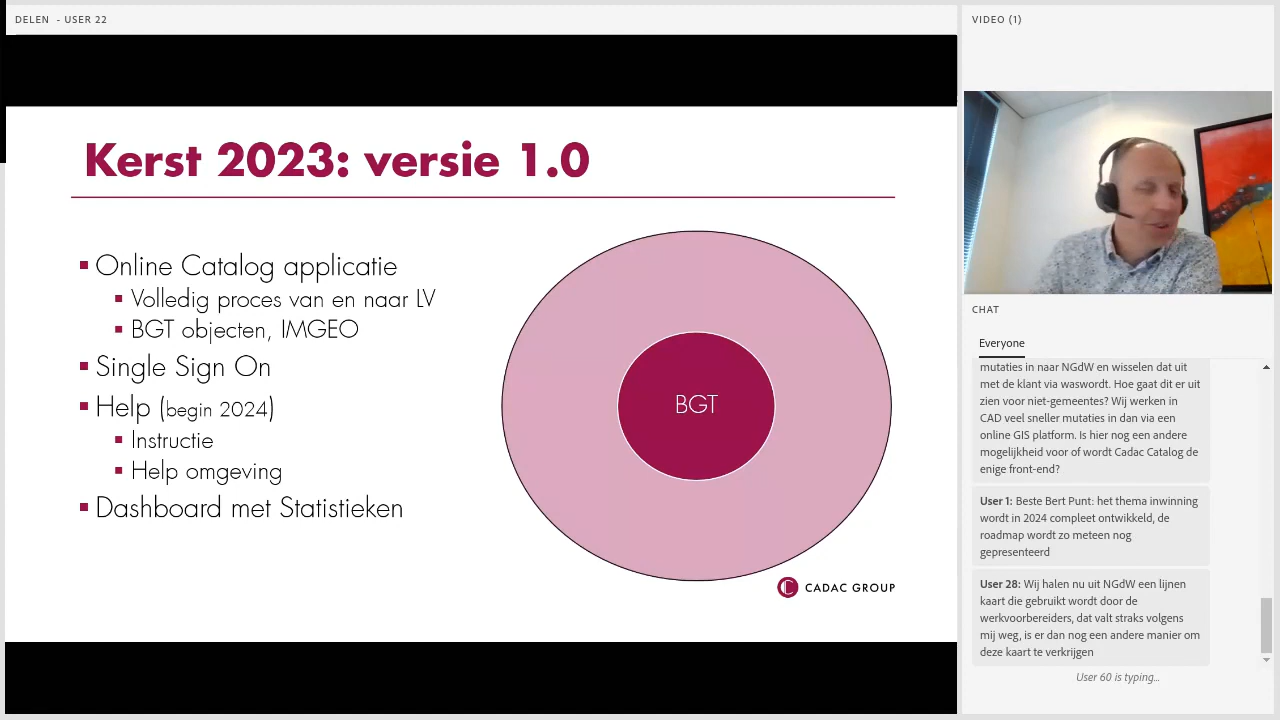 DELEN - USER 22
Kerst 2023: versie 1.0
Online Catalog applicatie
Volledig proces van en naar LV
BGT objecten, IMGEO
Single Sign On
Help (begin 2024)
Instructie
Help omgeving
Dashboard met Statistieken
BGT
CADAC GROUP
VIDEO (1)
CHAT
Everyone
mutaties in naar NGdW en wisselen dat uit
met de klant via waswordt. Hoe gaat dit er uit
zien voor niet-gemeentes? Wij werken in
CAD veel sneller mutaties in dan via een
online GIS platform. Is hier nog een andere
mogelijkheid voor of wordt Cadac Catalog de
enige front-end?
User 1: Beste Bert Punt: het thema inwinning
wordt in 2024 compleet ontwikkeld, de
roadmap wordt zo meteen nog
gepresenteerd
User 28: Wij halen nu uit NGdW een lijnen
kaart die gebruikt wordt door de
werkvoorbereiders, dat valt straks volgens
mij weg, is er dan nog een andere manier om
deze kaart te verkrijgen
User 60 is typing...